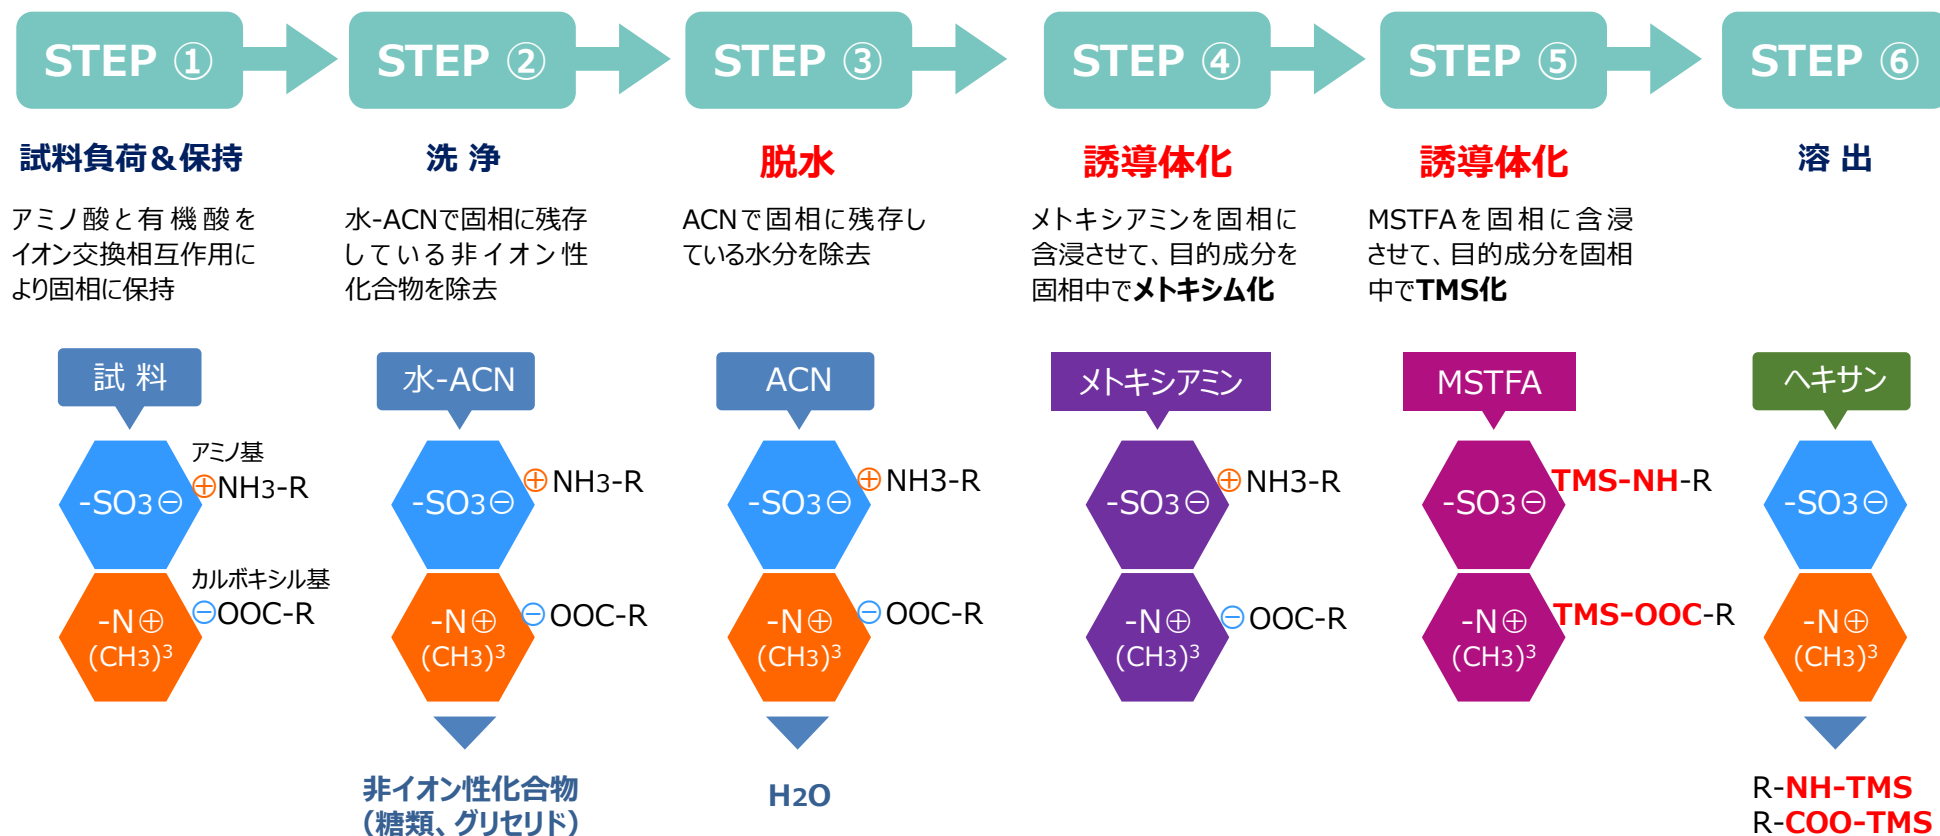 STEP ①
STEP ②
STEP ③
STEP ④
STEP ⑤
STEP ⑥
試料負荷&保持
洗 浄
脱水
誘導体化
誘導体化
溶 出
アミノ酸と有機酸を
イオン交換相互作用に
より固相に保持
水-ACNで固相に残存
している非イオン性
化合物を除去
ACNで固相に残存し
ている水分を除去
メトキシアミンを固相に
含浸させて、目的成分を
固相中でメトキシム化
MSTFAを固相に含浸
させて、目的成分を固相
中でTMS化
試 料
水-ACN
ACN
メトキシアミン
MSTFA
ヘキサン
アミノ基
-SO3⊖
⊕NH3-R
カルボキシル基
-N⊕
(CH3)³
⊖OOC-R
-SO3⊖
⊕NH3-R
-N⊕
(CH3)³
⊖OOC-R
-SO3⊖
⊕NH3-R
-N⊕
(CH3)³
⊖OOC-R
-SO3⊖
⊕NH3-R
-N⊕
(CH3)³
⊖OOC-R
-SO3⊖
TMS-NH-R
-N⊕
(CH3)³
TMS-OOC-R
-SO3⊖
-N⊕
(CH3)³
非イオン性化合物
(糖類、グリセリド)
H2O
R-NH-TMS
R-COO-TMS